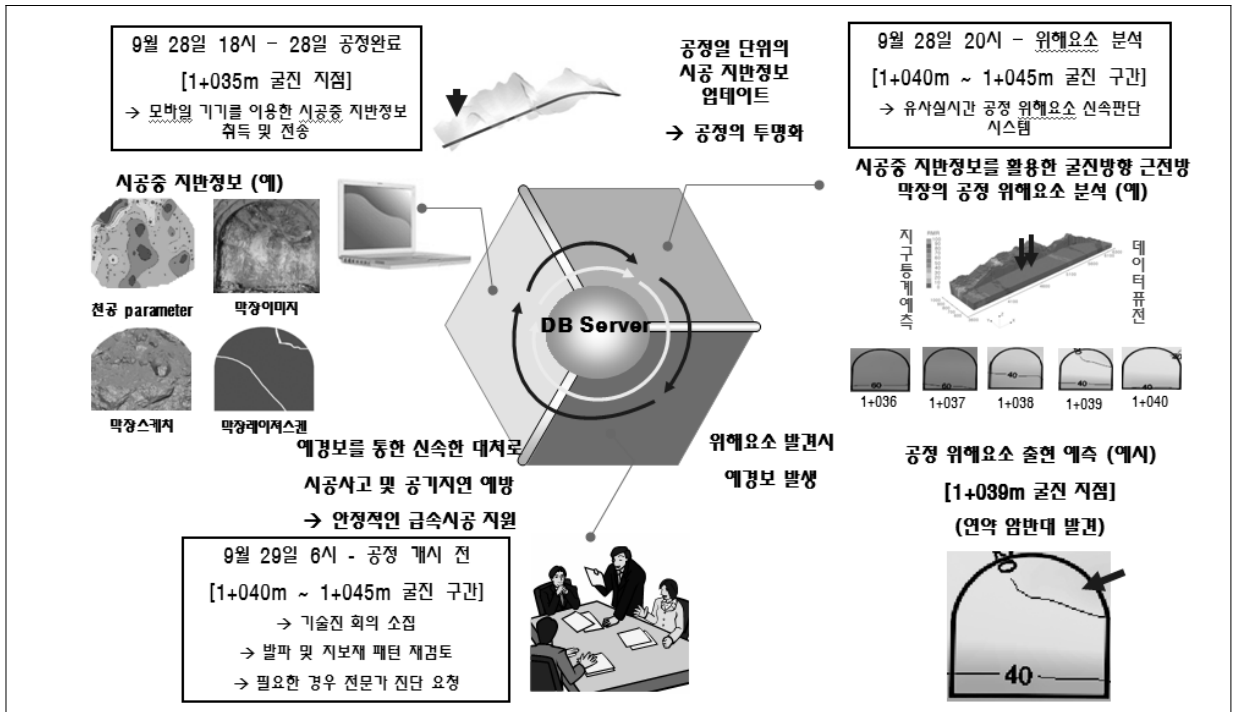 9월 28일 18시 – 28일 공정완료
[1+035m 굴진 지점]
→ 모바일 기기를 이용한 시공중 지반정보
취득 및 전송
공정일 단위의
시공 지반정보
업데이트
→ 공정의 투명화
9월 28일 20시 – 위해요소 분석
[1+040m ~ 1+045m 굴진 구간]
→ 유사실시간 공정 위해요소 신속판단
시스템
시공중 지반정보 (예)
천공 parameter
막장이미지
막장스케치
막장레이져스켄
DB Server
시공중 지반정보를 활용한 굴진방향 근전방
막장의 공정 위해요소 분석 (예)
지구통계예측
데이터퓨전
60
60
40
40
40
1+036
1+037
1+038
1+039
1+040
예경보를 통한 신속한 대처로
시공사고 및 공기지연 예방
→ 안정적인 급속시공 지원
위해요소 발견시
예경보 발생
공정 위해요소 출현 예측 (예시)
[1+039m 굴진 지점]
(연약 암반대 발견)
40
9월 29일 6시 - 공정 개시 전
[1+040m ~ 1+045m 굴진 구간]
→ 기술진 회의 소집
→ 발파 및 지보재 패턴 재검토
→ 필요한 경우 전문가 진단 요청